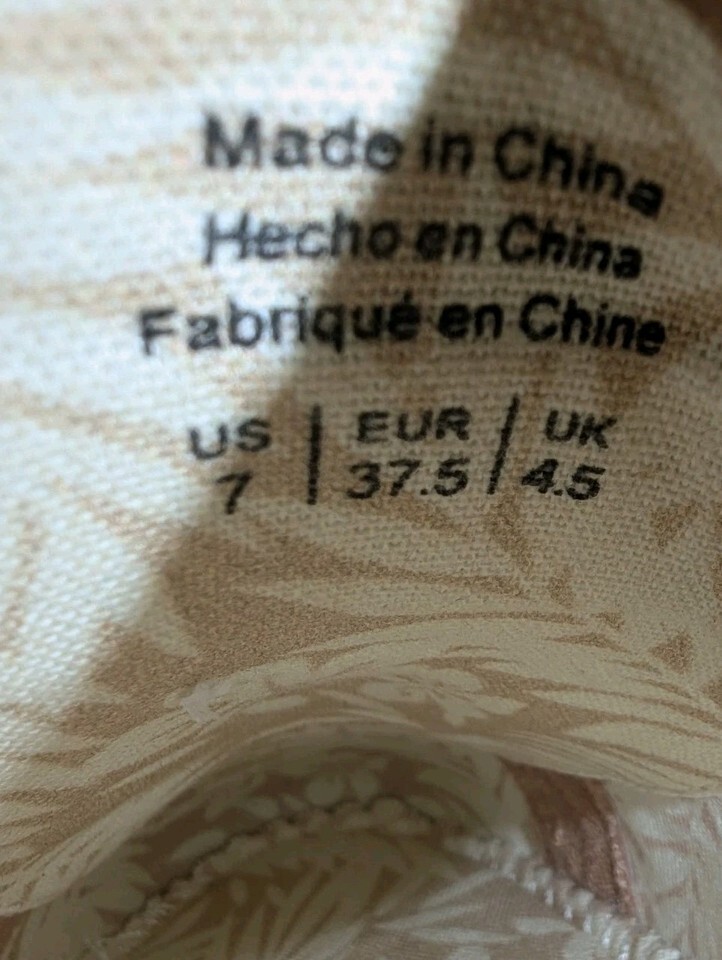 Made in China
Hecho en China
Fabriqué en Chine
US | EUR | UK
7 | 37.5 | 4.5